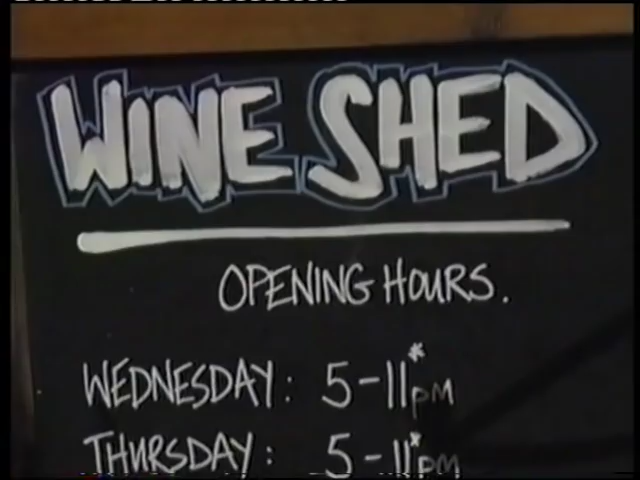 WINE SHED
OPENING HOURS.
WEDNESDAY: 5-11*pm
THURSDAY: 5-11*pm